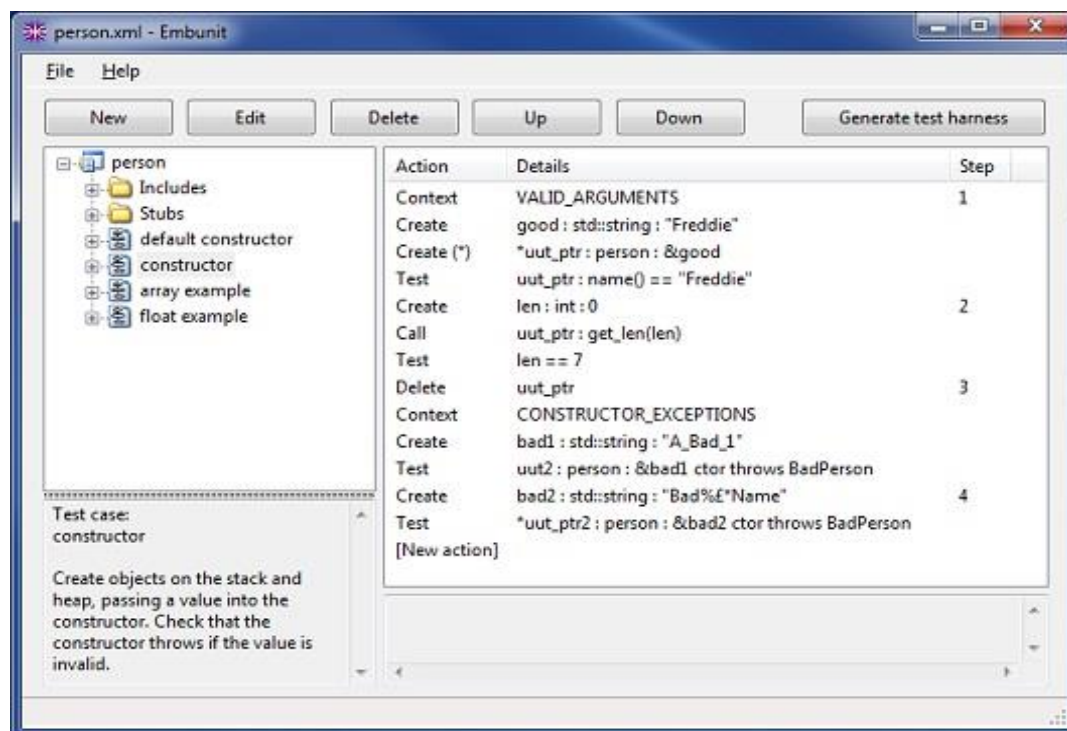 person.xml - Embunit
File Help
New Edit Delete Up Down Generate test harness
person
Includes
Stubs
default constructor
constructor
array example
float example
Test case:
constructor
Create objects on the stack and
heap, passing a value into the
constructor. Check that the
constructor throws if the value is
invalid.
Action Details Step
Context VALID_ARGUMENTS 1
Create good : std::string : "Freddie"
Create (*) *uut_ptr : person : &good
Test uut_ptr : name() == "Freddie"
Create len : int : 0 2
Call uut_ptr : get_len(len)
Test len == 7
Delete uut_ptr 3
Context CONSTRUCTOR_EXCEPTIONS
Create bad1 : std::string : "A_Bad_1"
Test uut2 : person : &bad1 ctor throws BadPerson
Create bad2 : std::string : "Bad%£*Name" 4
Test *uut_ptr2 : person : &bad2 ctor throws BadPerson
[New action]